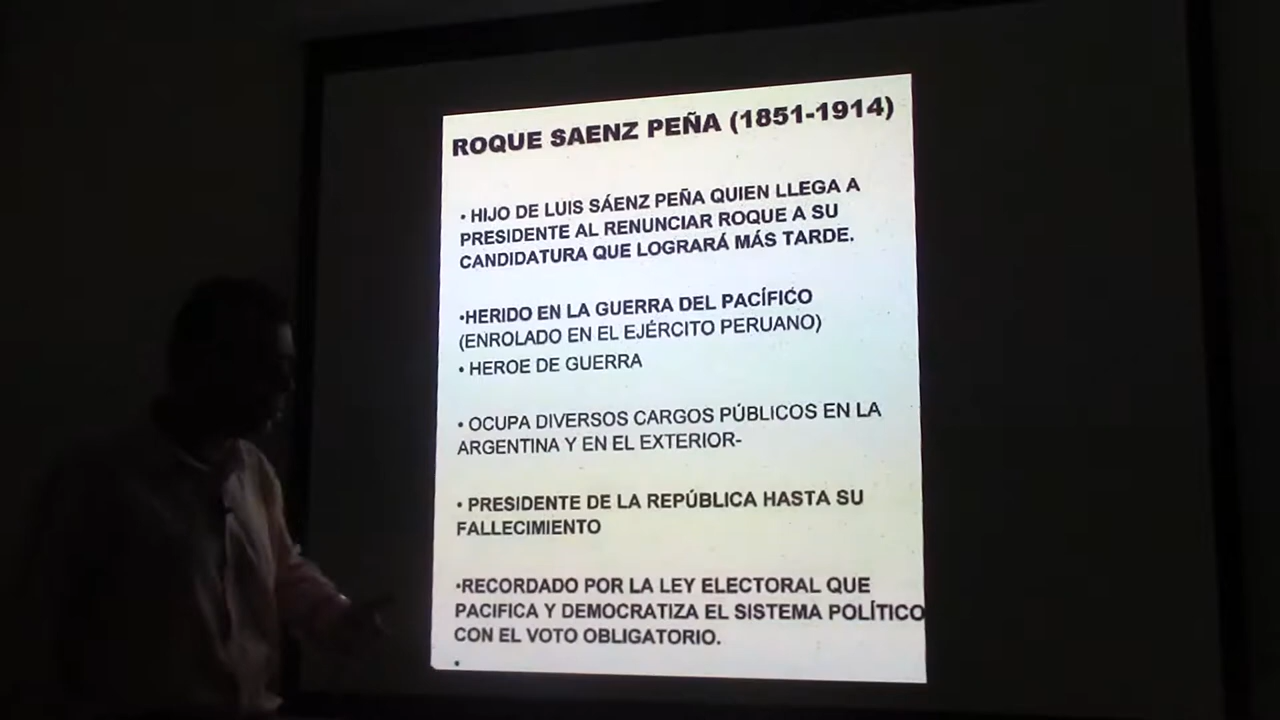 ROQUE SAENZ PEÑA (1851-1914)
• HIJO DE LUIS SÁENZ PEÑA QUIEN LLEGA A
PRESIDENTE AL RENUNCIAR ROQUE A SU
CANDIDATURA QUE LOGRARÁ MÁS TARDE.
•HERIDO EN LA GUERRA DEL PACÍFICO
(ENROLADO EN EL EJÉRCITO PERUANO)
• HEROE DE GUERRA
• OCUPA DIVERSOS CARGOS PÚBLICOS EN LA
ARGENTINA Y EN EL EXTERIOR-
• PRESIDENTE DE LA REPÚBLICA HASTA SU
FALLECIMIENTO
•RECORDADO POR LA LEY ELECTORAL QUE
PACIFICA Y DEMOCRATIZA EL SISTEMA POLÍTICO
CON EL VOTO OBLIGATORIO.
•